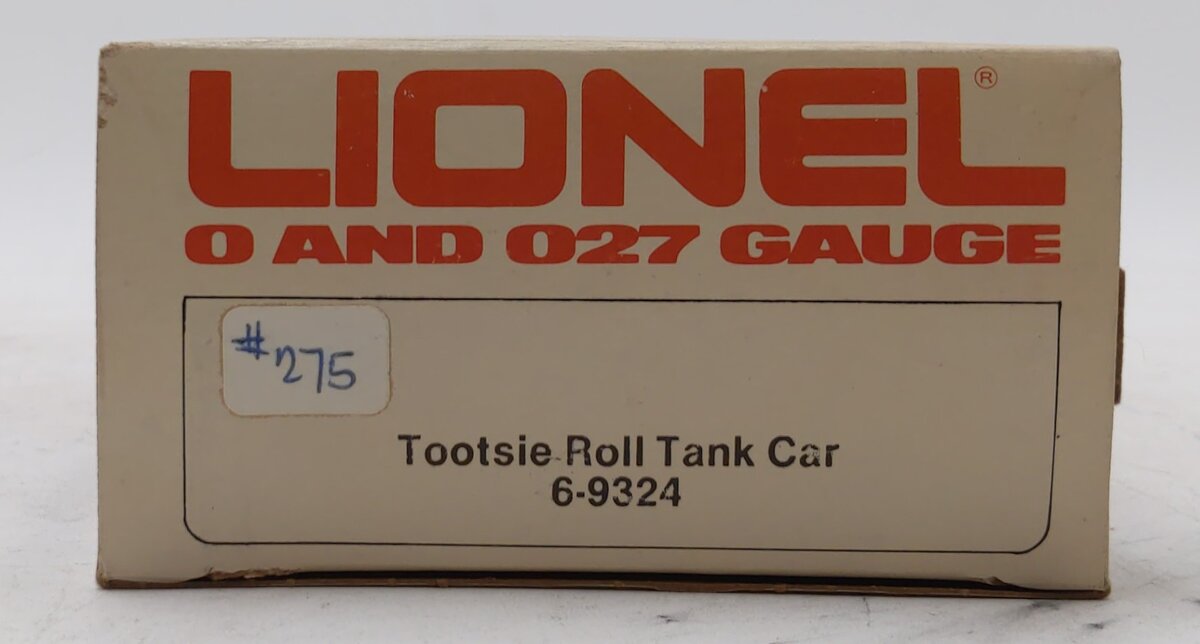 LIONEL®
O AND O27 GAUGE
#275
Tootsie Roll Tank Car
6-9324